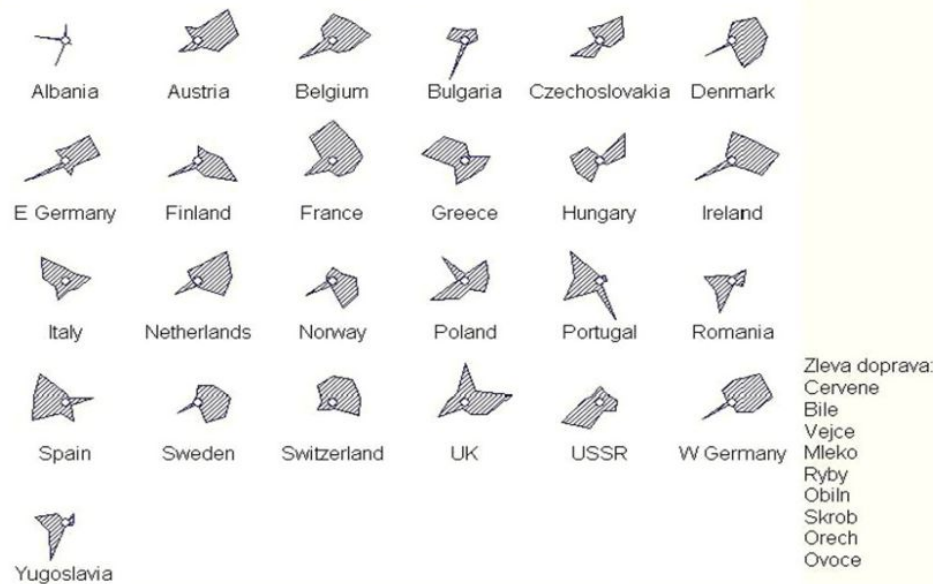 Albania Austria Belgium Bulgaria Czechoslovakia Denmark
E Germany Finland France Greece Hungary Ireland
Italy Netherlands Norway Poland Portugal Romania
Spain Sweden Switzerland UK USSR W Germany
Yugoslavia
Zleva doprava:
Cervene
Bile
Vejce
Mleko
Ryby
Obiln
Skrob
Orech
Ovoce